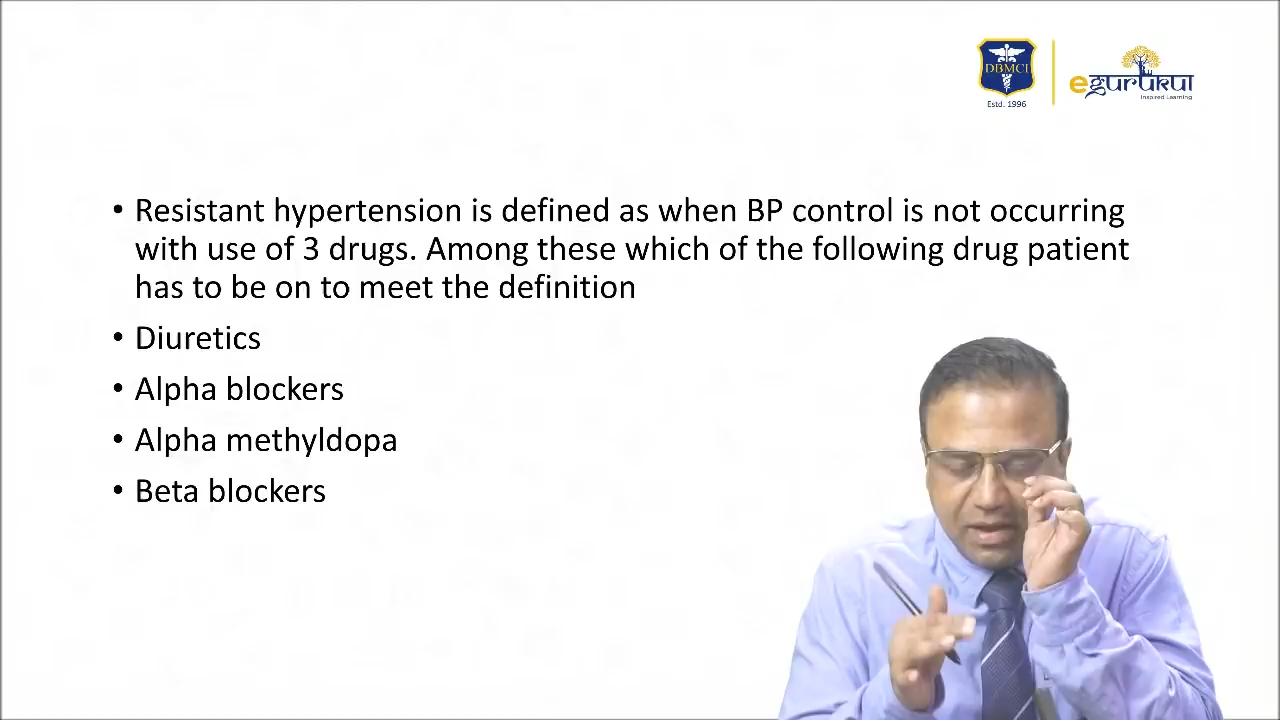 DBMCI
Estd. 1996
egurukul
Inspired Learning
• Resistant hypertension is defined as when BP control is not occurring
with use of 3 drugs. Among these which of the following drug patient
has to be on to meet the definition
• Diuretics
• Alpha blockers
• Alpha methyldopa
• Beta blockers